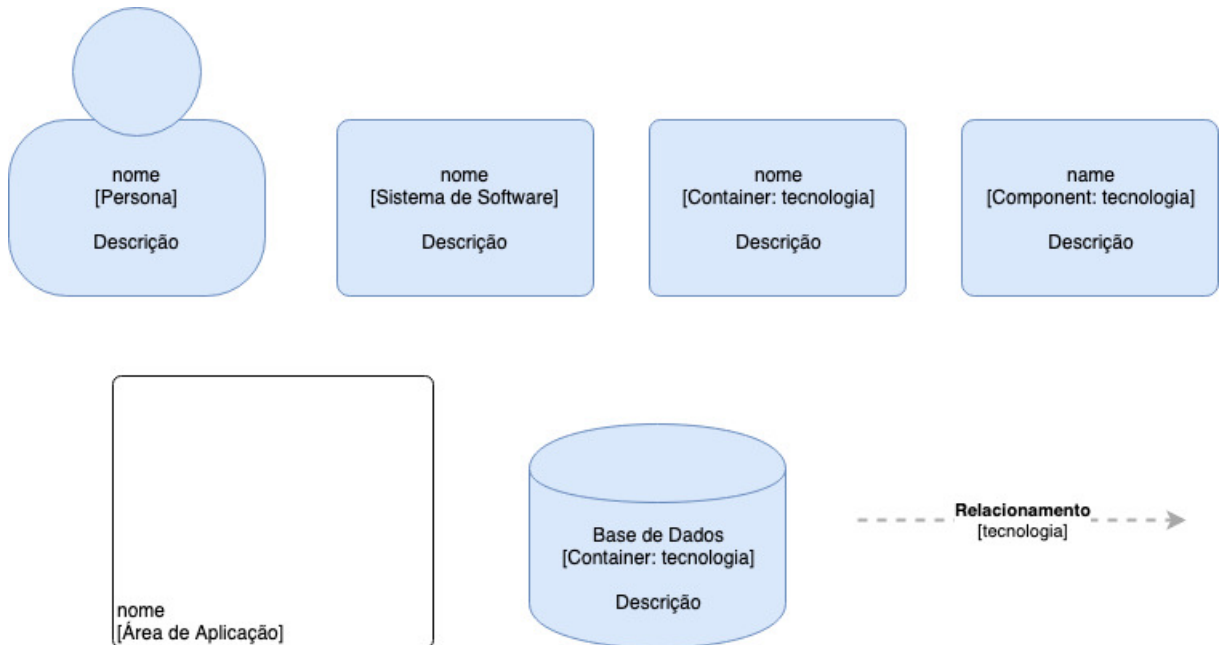 nome
[Persona]
Descrição
nome
[Sistema de Software]
Descrição
nome
[Container: tecnologia]
Descrição
name
[Component: tecnologia]
Descrição
nome
[Área de Aplicação]
Base de Dados
[Container: tecnologia]
Descrição
Relacionamento
[tecnologia]